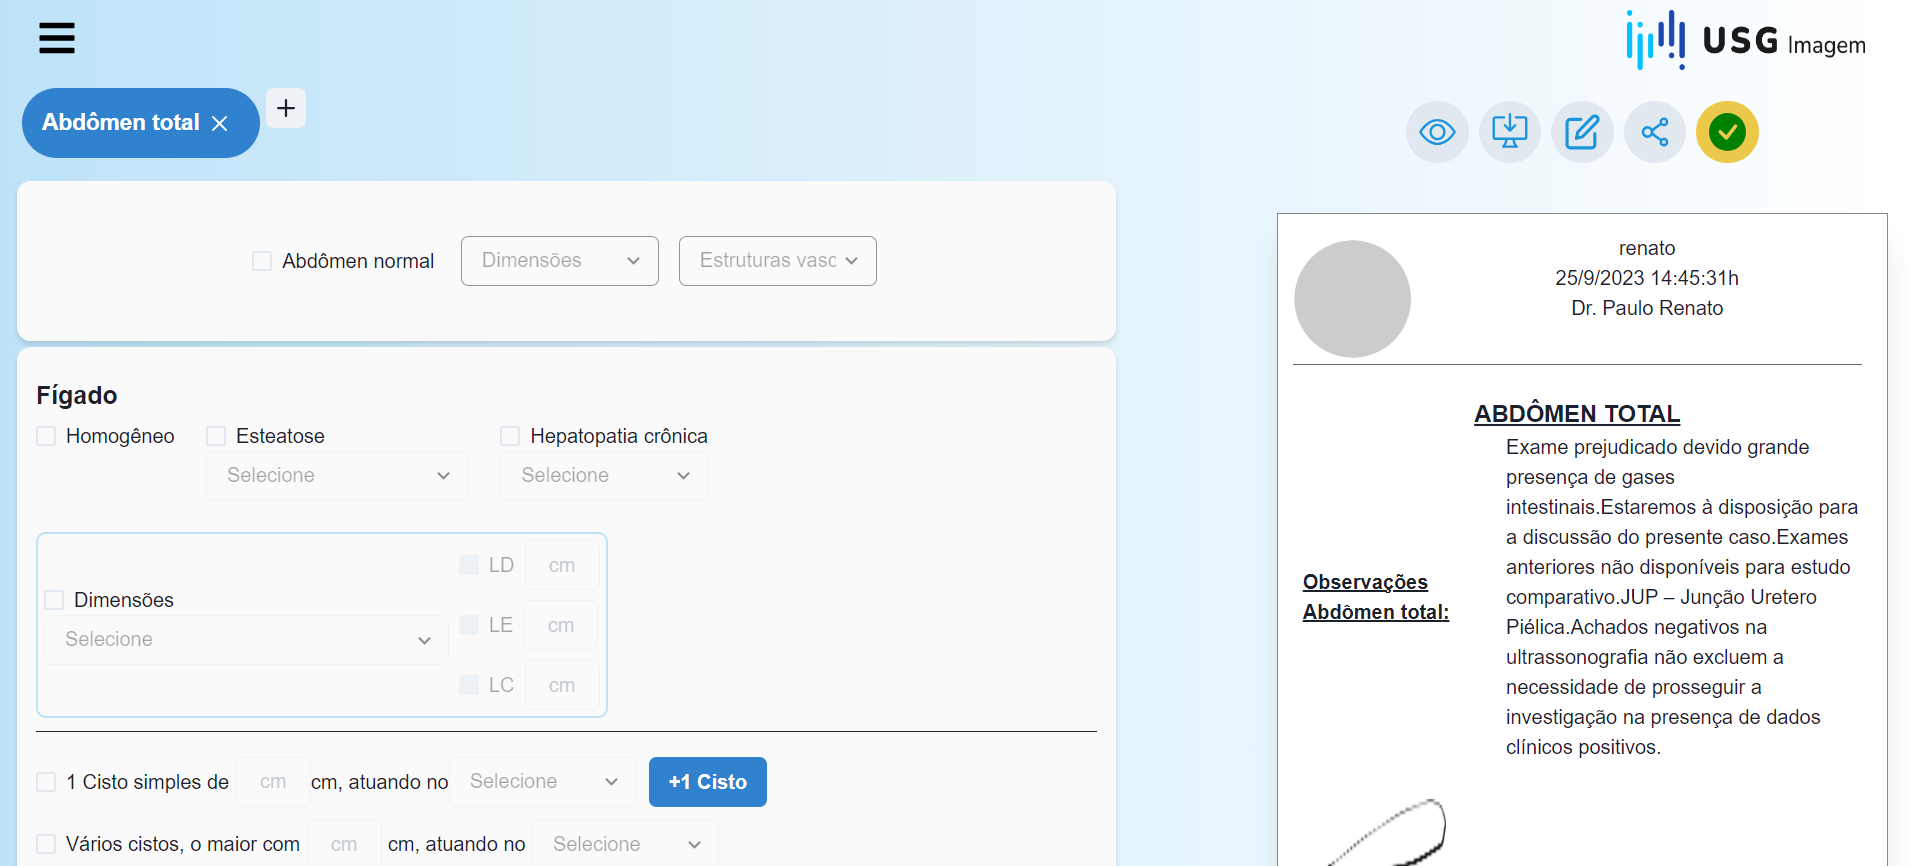 USG Imagem
Abdômen total
+
Abdômen normal
Dimensões
Estruturas vasc
Fígado
Homogêneo
Esteatose
Hepatopatia crônica
Selecione
Selecione
LD
cm
Dimensões
LE
cm
Selecione
LC
cm
1 Cisto simples de
cm
cm, atuando no
Selecione
+1 Cisto
Vários cistos, o maior com
cm
cm, atuando no
Selecione
renato
25/9/2023 14:45:31h
Dr. Paulo Renato
ABDÔMEN TOTAL
Observações
Abdômen total:
Exame prejudicado devido grande
presença de gases
intestinais.Estaremos à disposição para
a discussão do presente caso.Exames
anteriores não disponíveis para estudo
comparativo.JUP – Junção Uretero
Piélica.Achados negativos na
ultrassonografia não excluem a
necessidade de prosseguir a
investigação na presença de dados
clínicos positivos.